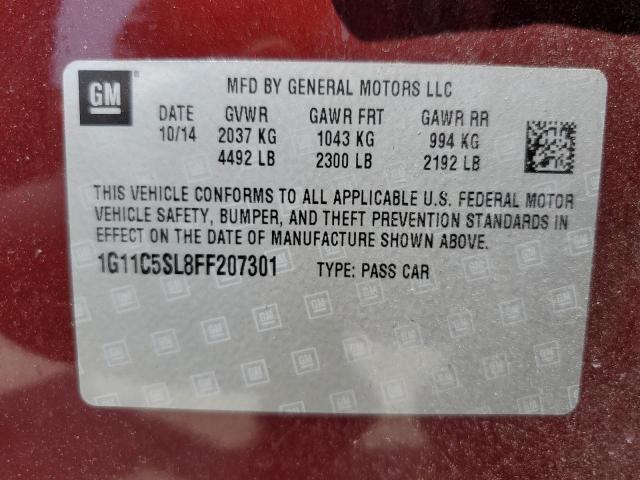 GM ® MFD BY GENERAL MOTORS LLC
DATE GVWR GAWR FRT GAWR RR
10/14 2037 KG 1043 KG 994 KG
4492 LB 2300 LB 2192 LB
THIS VEHICLE CONFORMS TO ALL APPLICABLE U.S. FEDERAL MOTOR
VEHICLE SAFETY, BUMPER, AND THEFT PREVENTION STANDARDS IN
EFFECT ON THE DATE OF MANUFACTURE SHOWN ABOVE.
1G11C5SL8FF207301 TYPE: PASS CAR